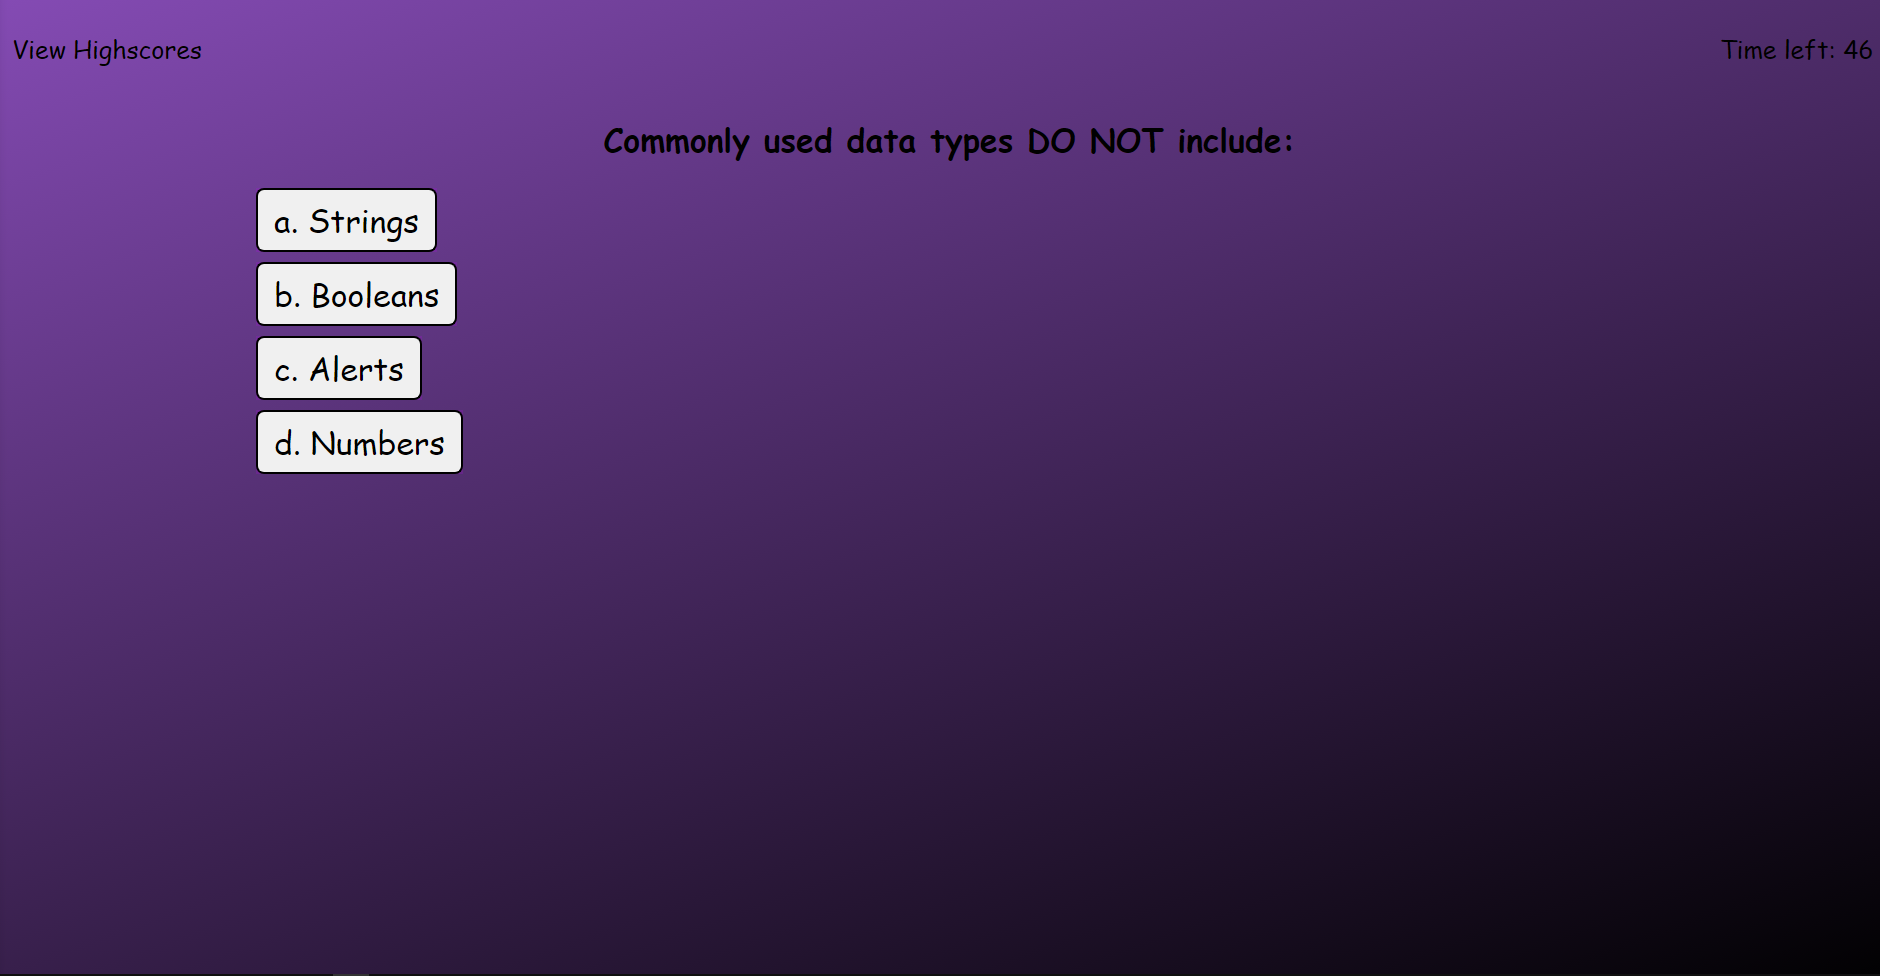 View Highscores
Time left: 46
Commonly used data types DO NOT include:
a. Strings
b. Booleans
c. Alerts
d. Numbers